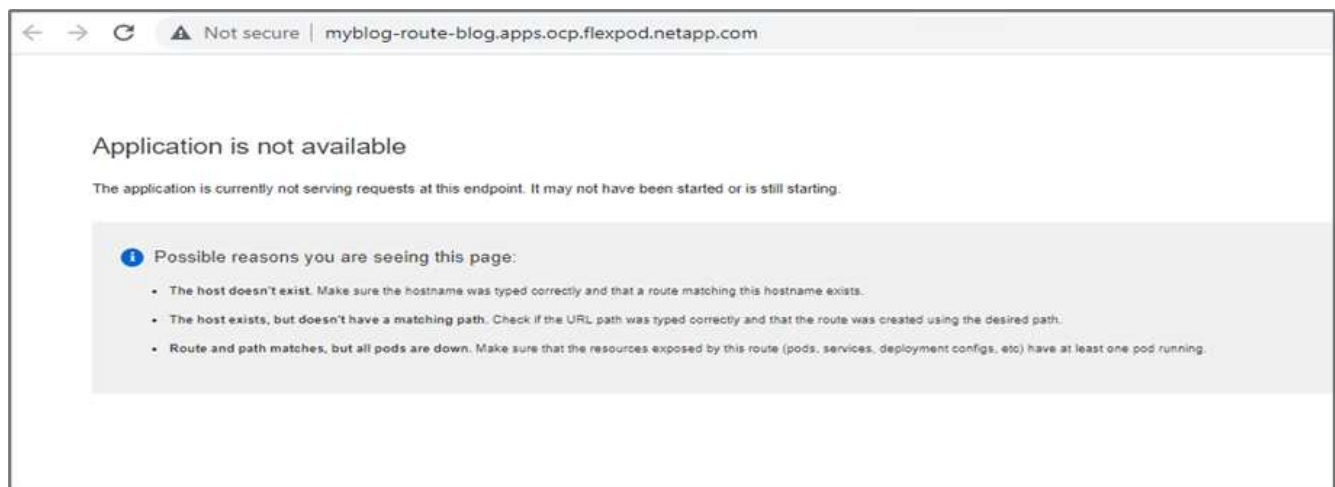 Not secure | myblog-route-blog.apps.ocp.flexpod.netapp.com
Application is not available
The application is currently not serving requests at this endpoint. It may not have been started or is still starting.
Possible reasons you are seeing this page:
• The host doesn't exist. Make sure the hostname was typed correctly and that a route matching this hostname exists.
• The host exists, but doesn't have a matching path. Check if the URL path was typed correctly and that the route was created using the desired path.
• Route and path matches, but all pods are down. Make sure that the resources exposed by this route (pods, services, deployment configs, etc) have at least one pod running.